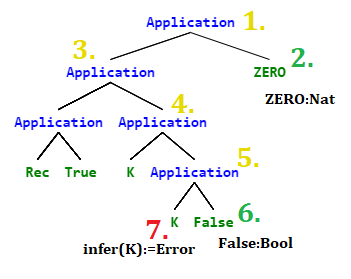 Application 1.
3. 2.
Application ZERO
ZERO:Nat
4.
Application Application
5.
Rec True K Application
7. K False 6.
infer(K):=Error False:Bool